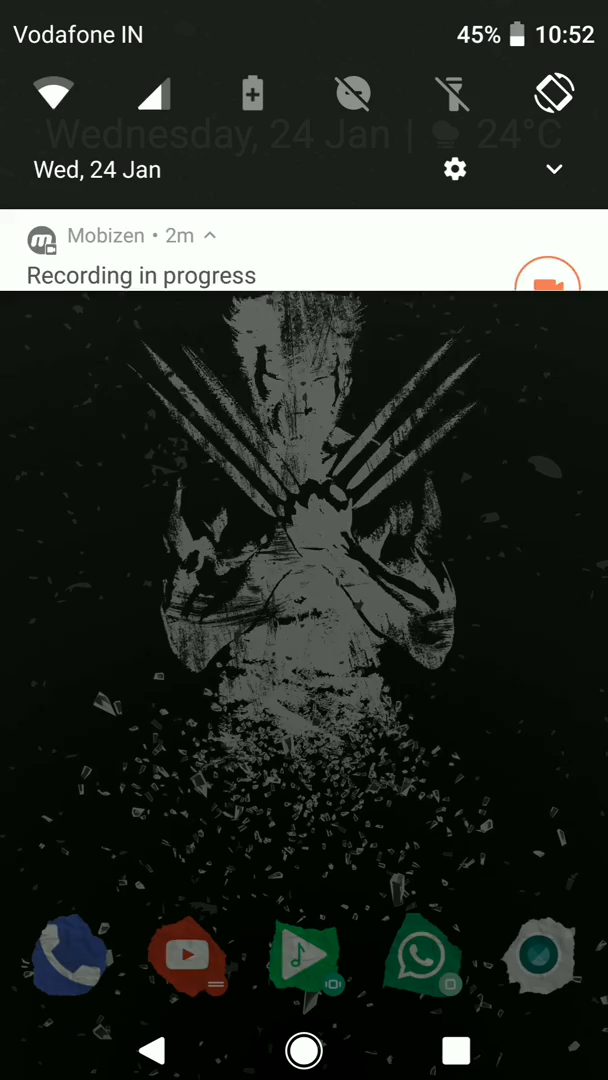 Vodafone IN 45% 10:52
Wednesday, 24 Jan | 24°C
Wed, 24 Jan
Mobizen • 2m
Recording in progress